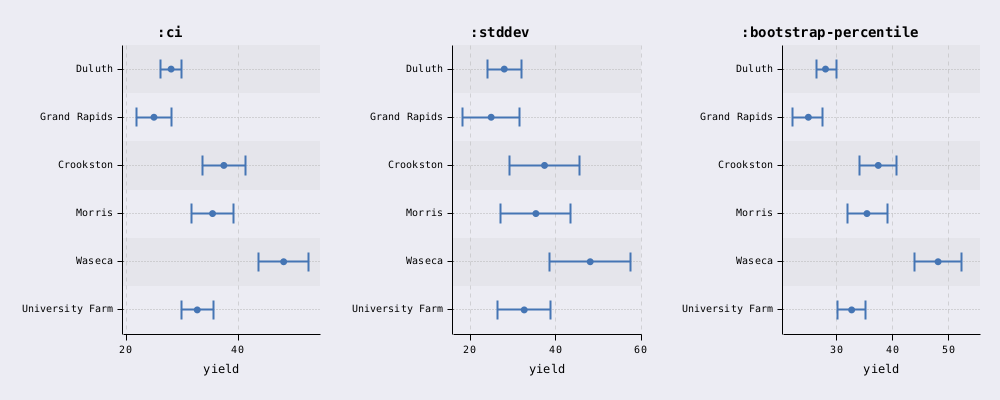 :ci
Duluth
Grand Rapids
Crookston
Morris
Waseca
University Farm
20 40
yield
:stddev
Duluth
Grand Rapids
Crookston
Morris
Waseca
University Farm
20 40 60
yield
:bootstrap-percentile
Duluth
Grand Rapids
Crookston
Morris
Waseca
University Farm
30 40 50
yield